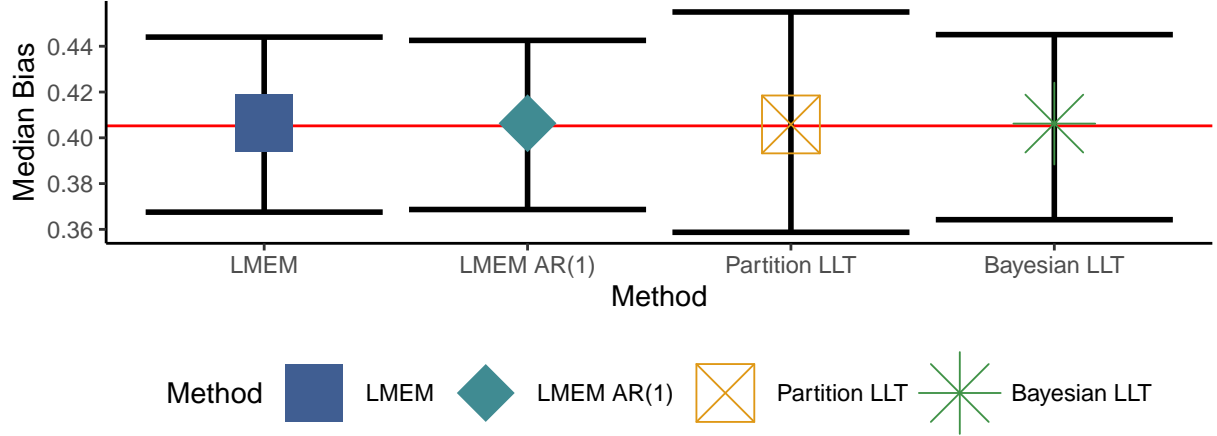 Median Bias
0.44
0.42
0.40
0.38
0.36
LMEM LMEM AR(1) Partition LLT Bayesian LLT
Method
Method LMEM LMEM AR(1) Partition LLT Bayesian LLT